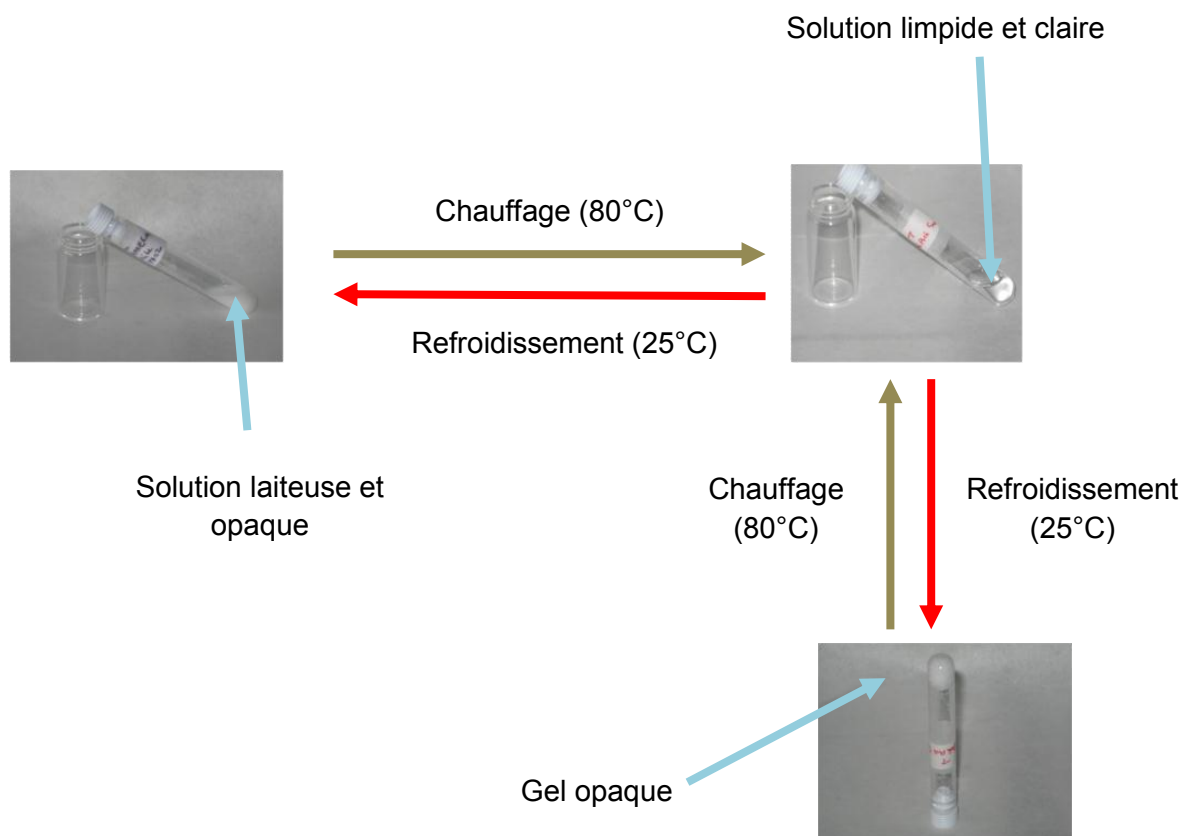 Solution limpide et claire
Chauffage (80°C)
Refroidissement (25°C)
Solution laiteuse et
opaque
Chauffage
(80°C)
Refroidissement
(25°C)
Gel opaque